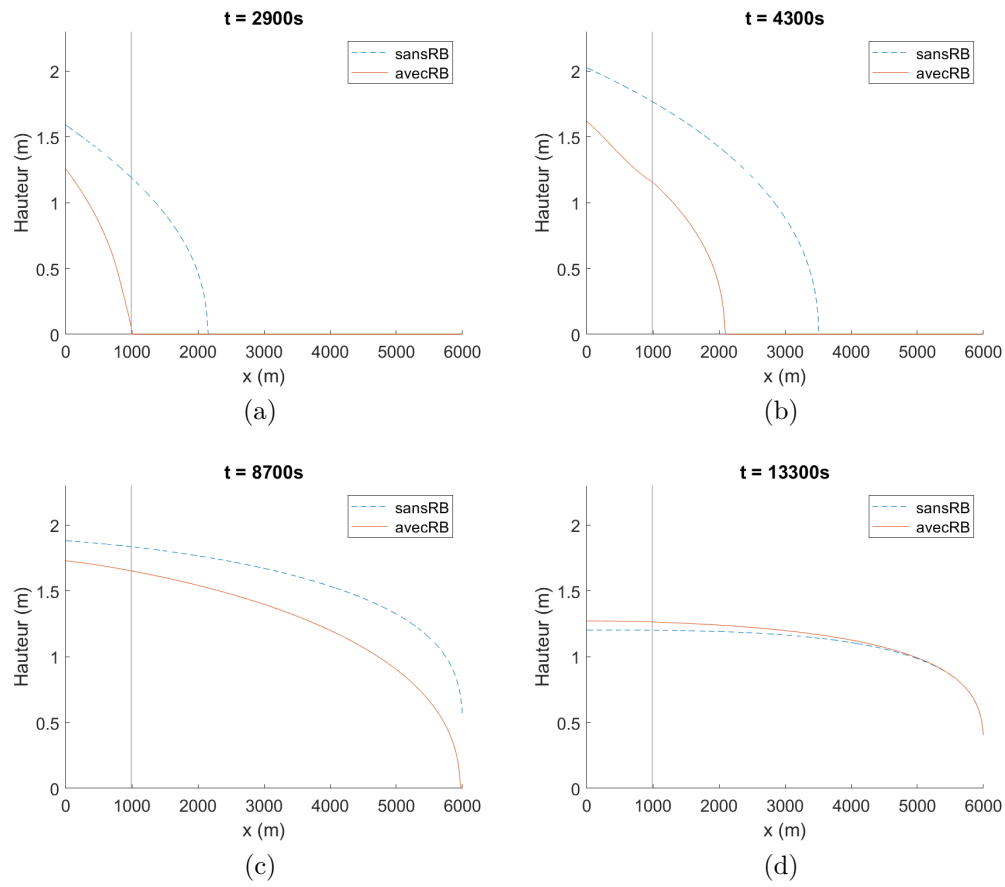 t = 2900s
sansRB
avecRB
Hauteur (m)
2
1.5
1
0.5
0
0 1000 2000 3000 4000 5000 6000
x (m)
(a)
t = 4300s
sansRB
avecRB
Hauteur (m)
2
1.5
1
0.5
0
0 1000 2000 3000 4000 5000 6000
x (m)
(b)
t = 8700s
sansRB
avecRB
Hauteur (m)
2
1.5
1
0.5
0
0 1000 2000 3000 4000 5000 6000
x (m)
(c)
t = 13300s
sansRB
avecRB
Hauteur (m)
2
1.5
1
0.5
0
0 1000 2000 3000 4000 5000 6000
x (m)
(d)